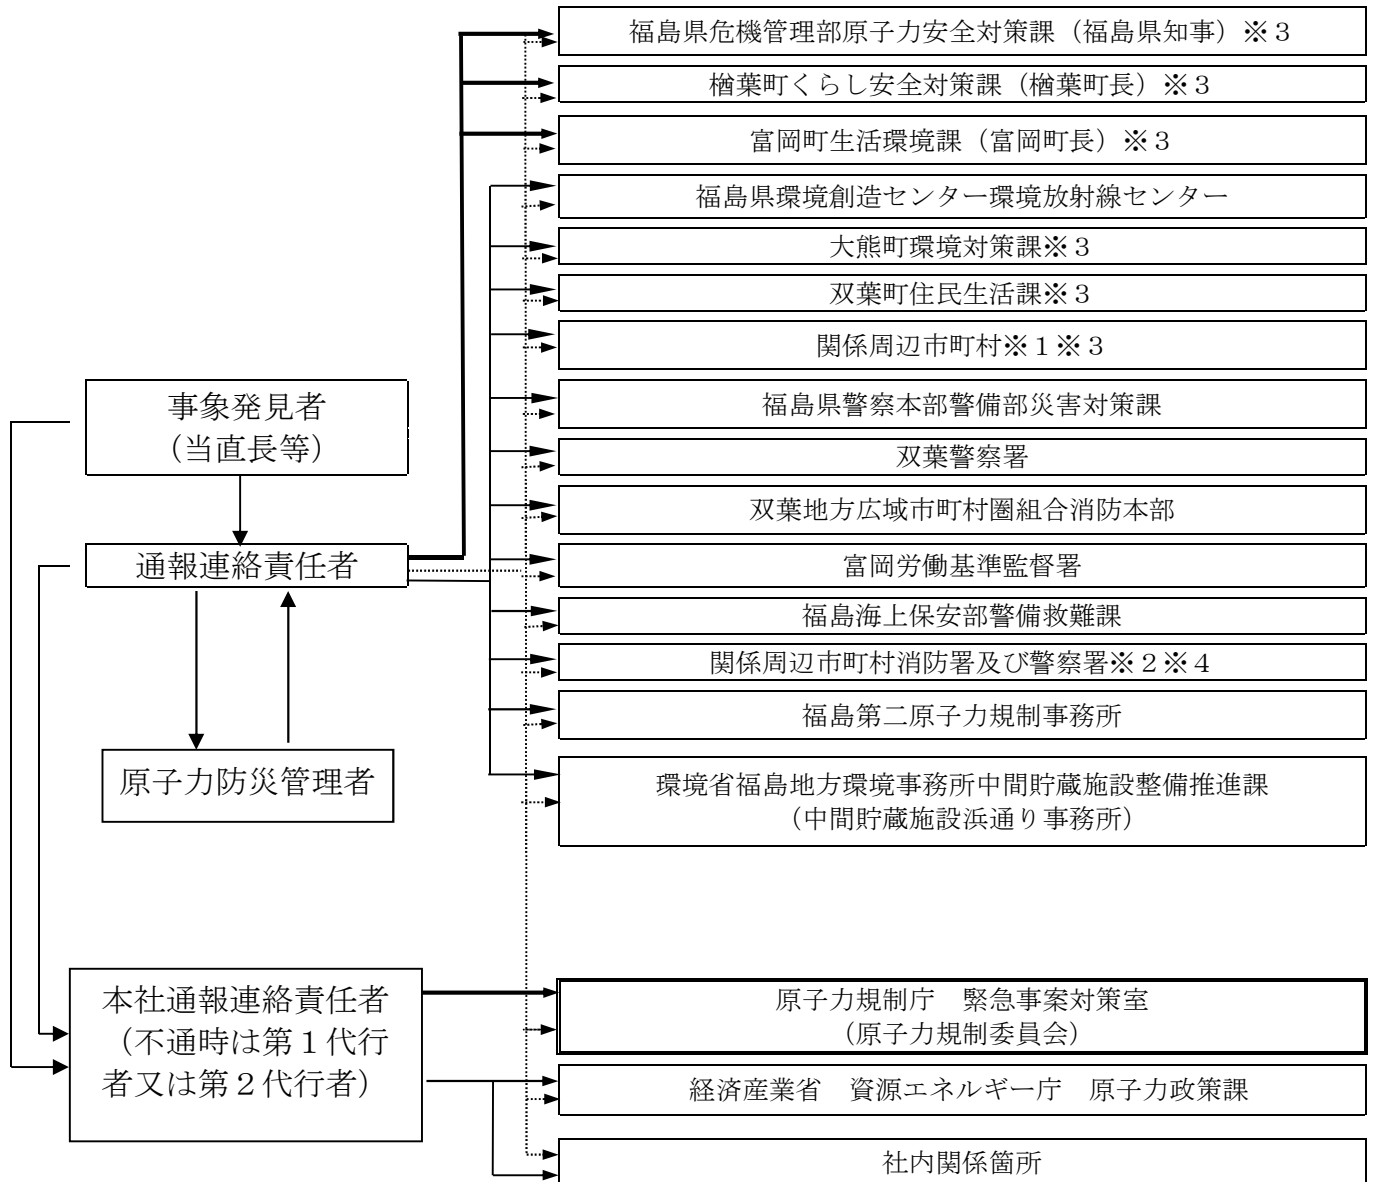 福島県危機管理部原子力安全対策課（福島県知事）※３
楢葉町くらし安全対策課（楢葉町長）※３
富岡町生活環境課（富岡町長）※３
福島県環境創造センター環境放射線センター
大熊町環境対策課※３
双葉町住民生活課※３
関係周辺市町村※１※３
福島県警察本部警備部災害対策課
双葉警察署
双葉地方広域市町村圏組合消防本部
富岡労働基準監督署
福島海上保安部警備救難課
関係周辺市町村消防署及び警察署※２※４
福島第二原子力規制事務所
環境省福島地方環境事務所中間貯蔵施設整備推進課
（中間貯蔵施設浜通り事務所）
事象発見者
（当直長等）
通報連絡責任者
原子力防災管理者
本社通報連絡責任者
（不通時は第１代行
者又は第２代行者）
原子力規制庁　緊急事案対策室
（原子力規制委員会）
経済産業省　資源エネルギー庁　原子力政策課
社内関係箇所